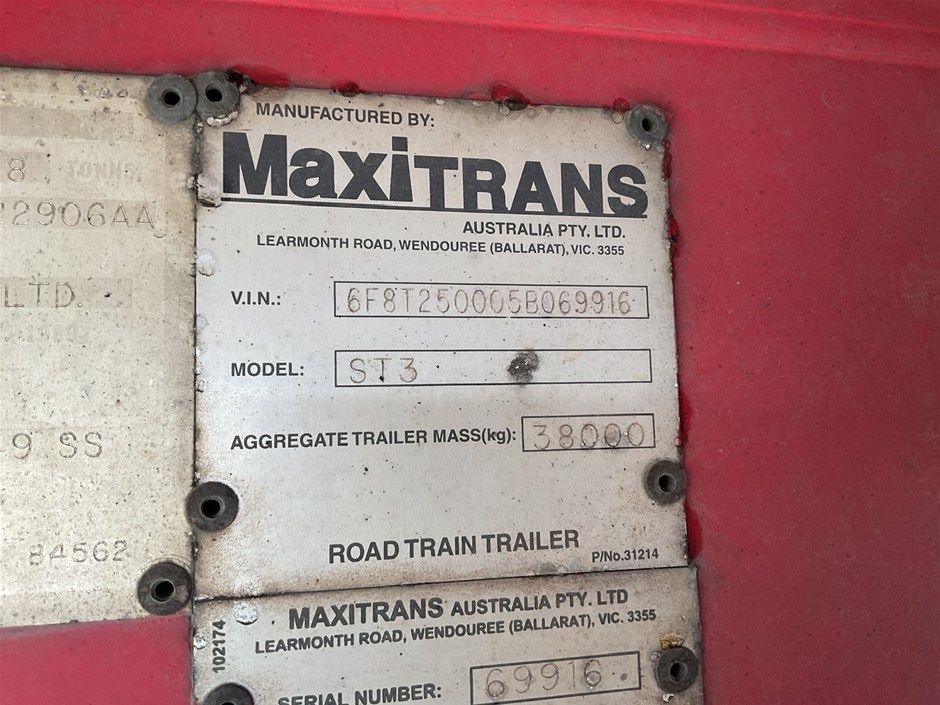 8
22906AA
LTD.
9 SS
84562
MANUFACTURED BY:
MaxiTRANS
AUSTRALIA PTY. LTD.
LEARMONTH ROAD, WENDOUREE (BALLARAT), VIC. 3355
V.I.N.: 6F8T250005B069916
MODEL: ST3
AGGREGATE TRAILER MASS(kg): 38000
ROAD TRAIN TRAILER
P/No.31214
MAXITRANS AUSTRALIA PTY. LTD
LEARMONTH ROAD, WENDOUREE (BALLARAT), VIC. 3355
102174
SERIAL NUMBER: 69916